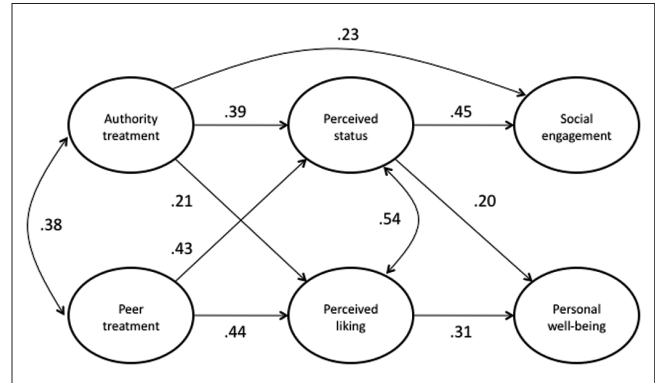 .23
Authority
treatment
.39
Perceived
status
.45
Social
engagement
.21
.20
.38
.54
.43
Peer
treatment
.44
Perceived
liking
.31
Personal
well-being